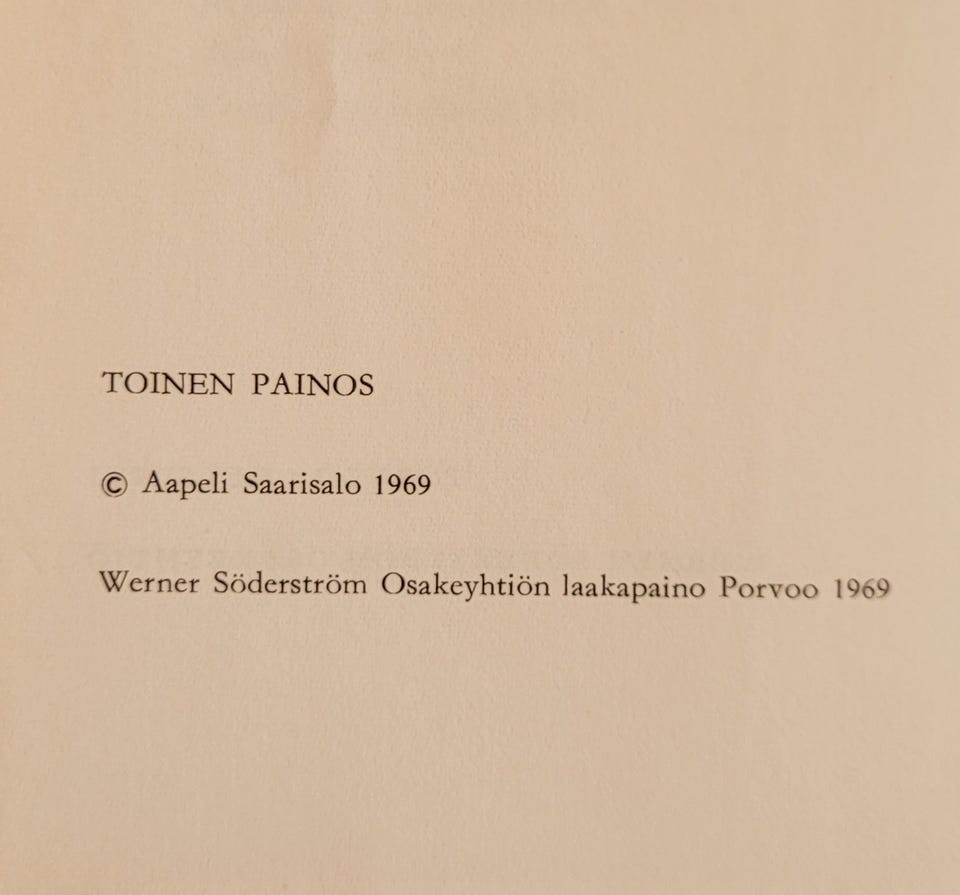 TOINEN PAINOS
© Aapeli Saarisalo 1969
Werner Söderström Osakeyhtiön laakapaino Porvoo 1969